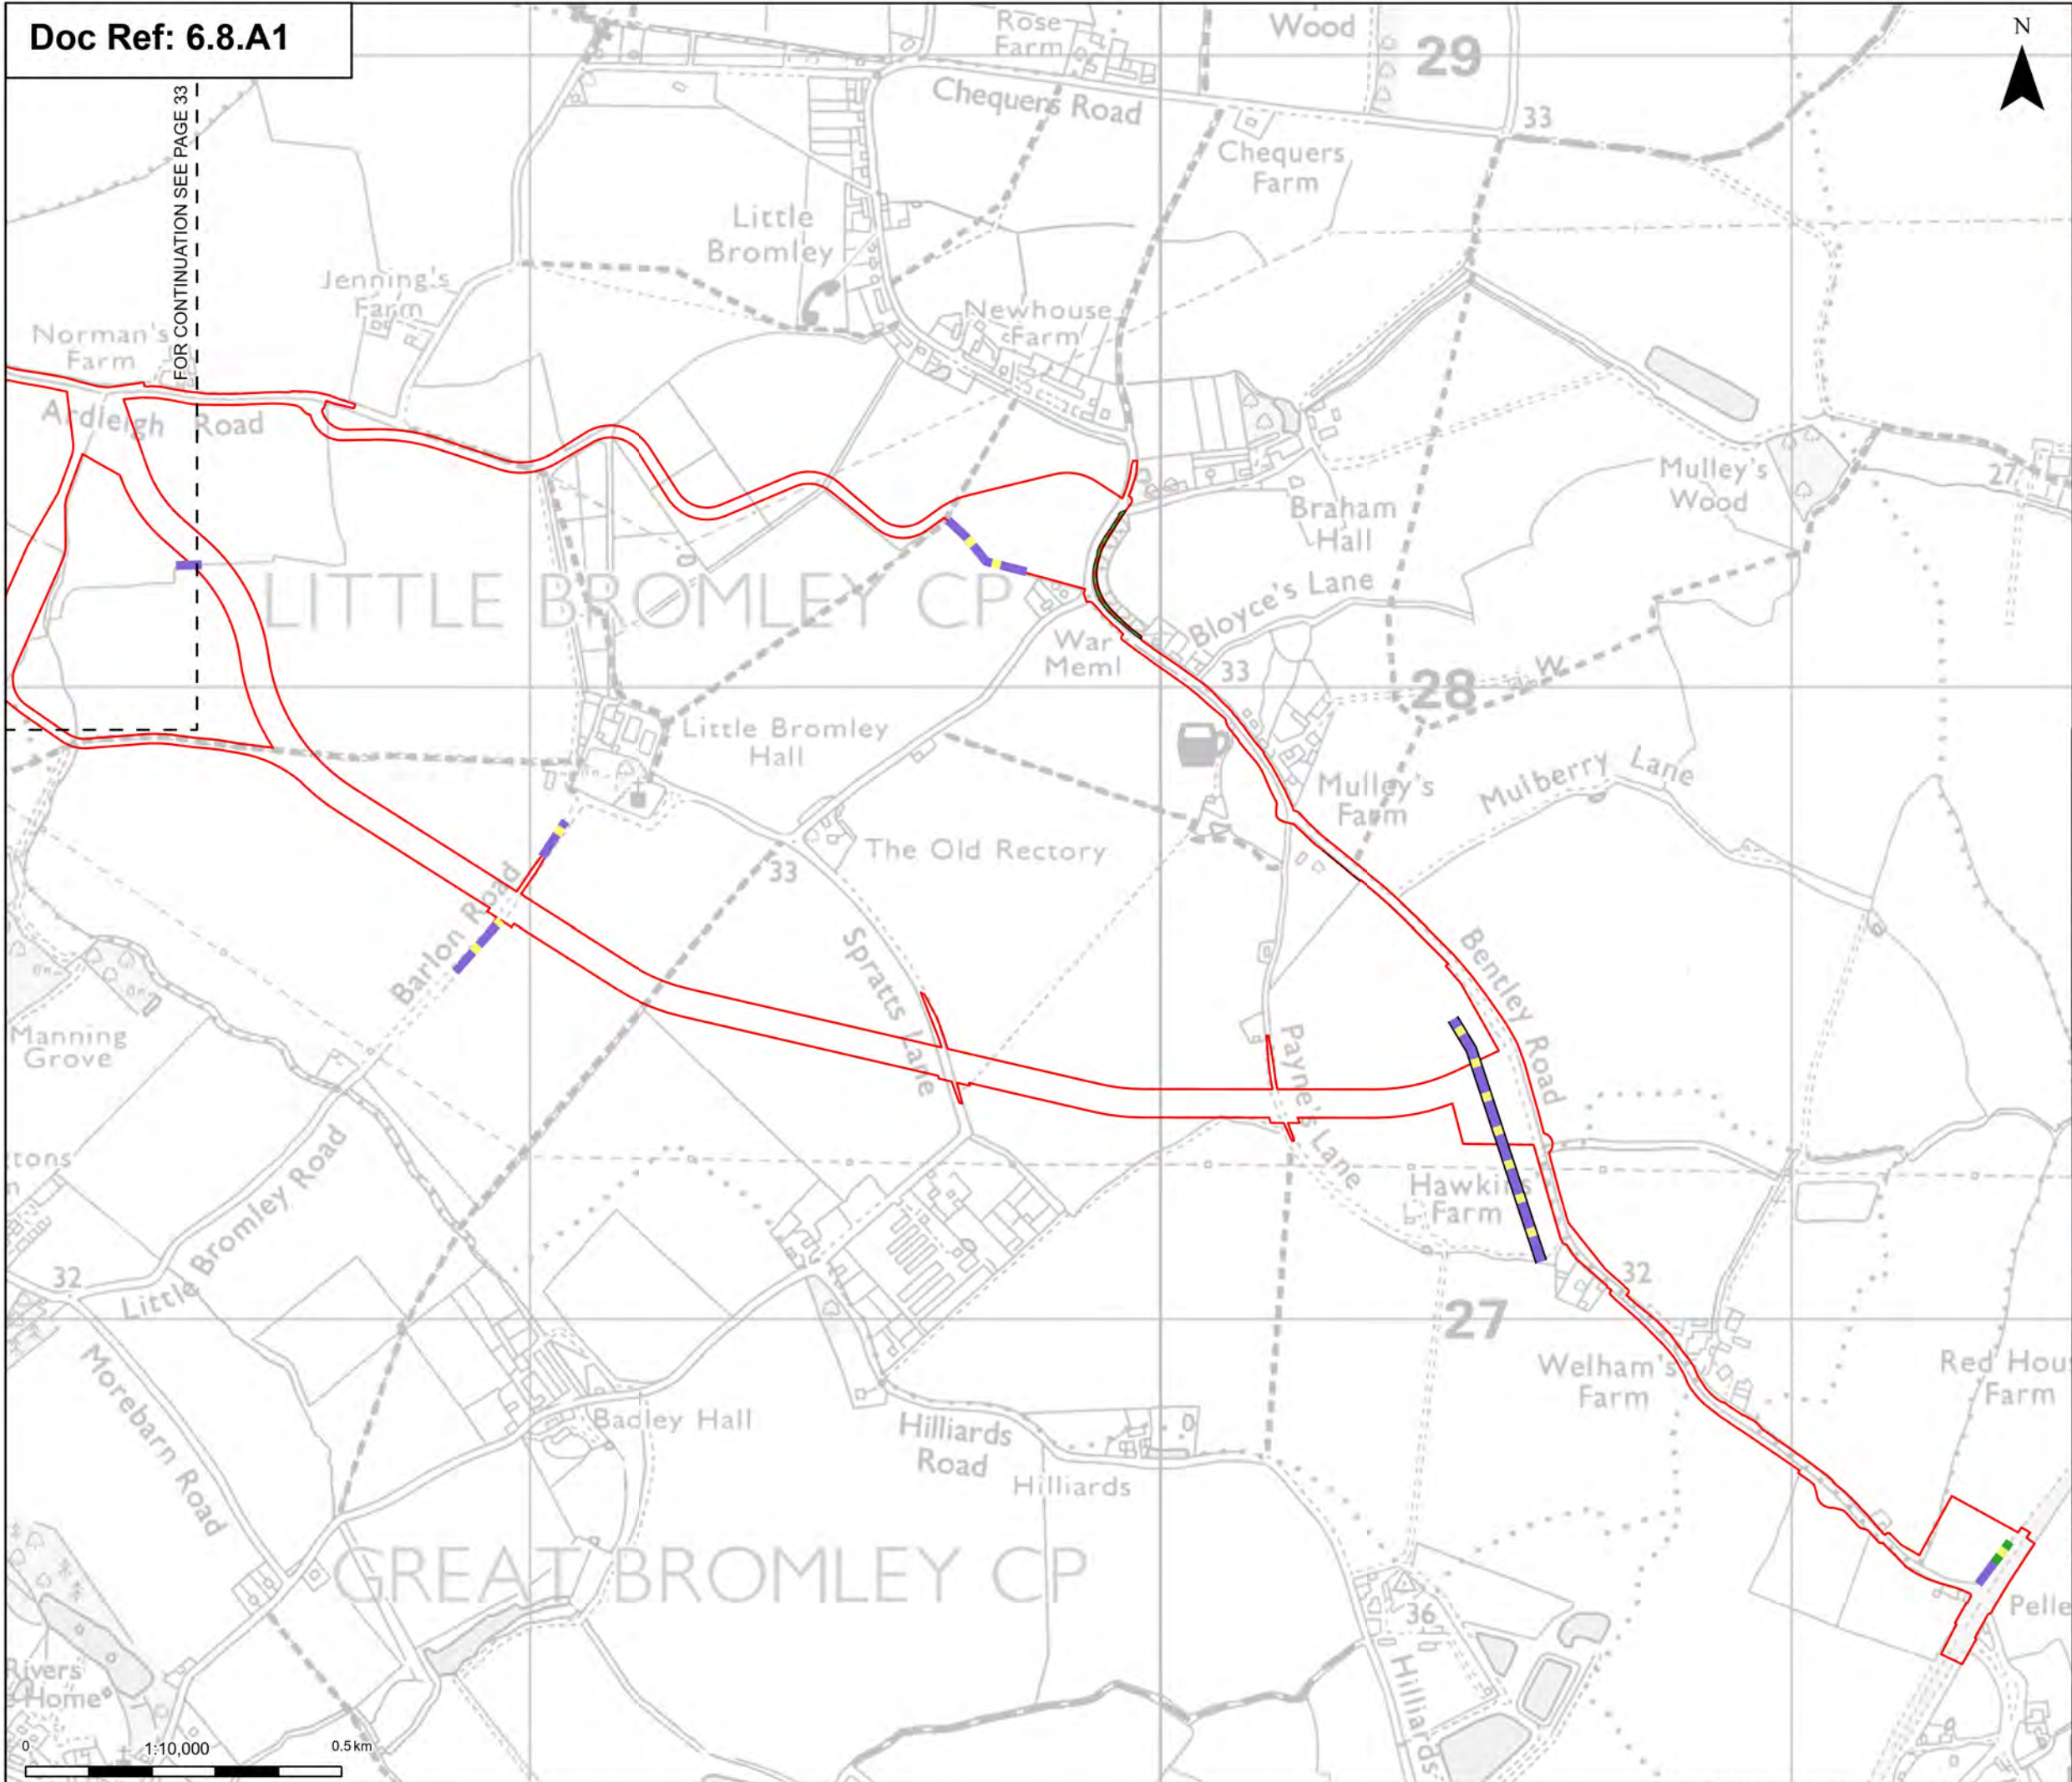 Doc Ref: 6.8.A1
N
Rose
Farm
Wood
29
Chequers Road
33
Chequers
Farm
FOR CONTINUATION SEE PAGE 33
Little
Bromley
Jenning's
Farm
Newhouse
Farm
Norman's
Farm
Ardleigh Road
Mulley's
Wood
27
Braham
Hall
LITTLE BROMLEY CP
Bloyce's Lane
War
Meml
33
28
W
Little Bromley
Hall
Mulley's
Farm
Mulberry Lane
The Old Rectory
33
Barlon Road
Spratts Lane
Bentley Road
Manning
Grove
Payne's Lane
tons
Little Bromley Road
Hawkins
Farm
32
32
27
Morebarn Road
Welham's
Farm
Red Hou
Farm
Badley Hall
Hilliards
Road
Hilliards
GREAT BROMLEY CP
36
Pelle
Rivers
Home
Hilliards
0
1:10,000
0.5 km